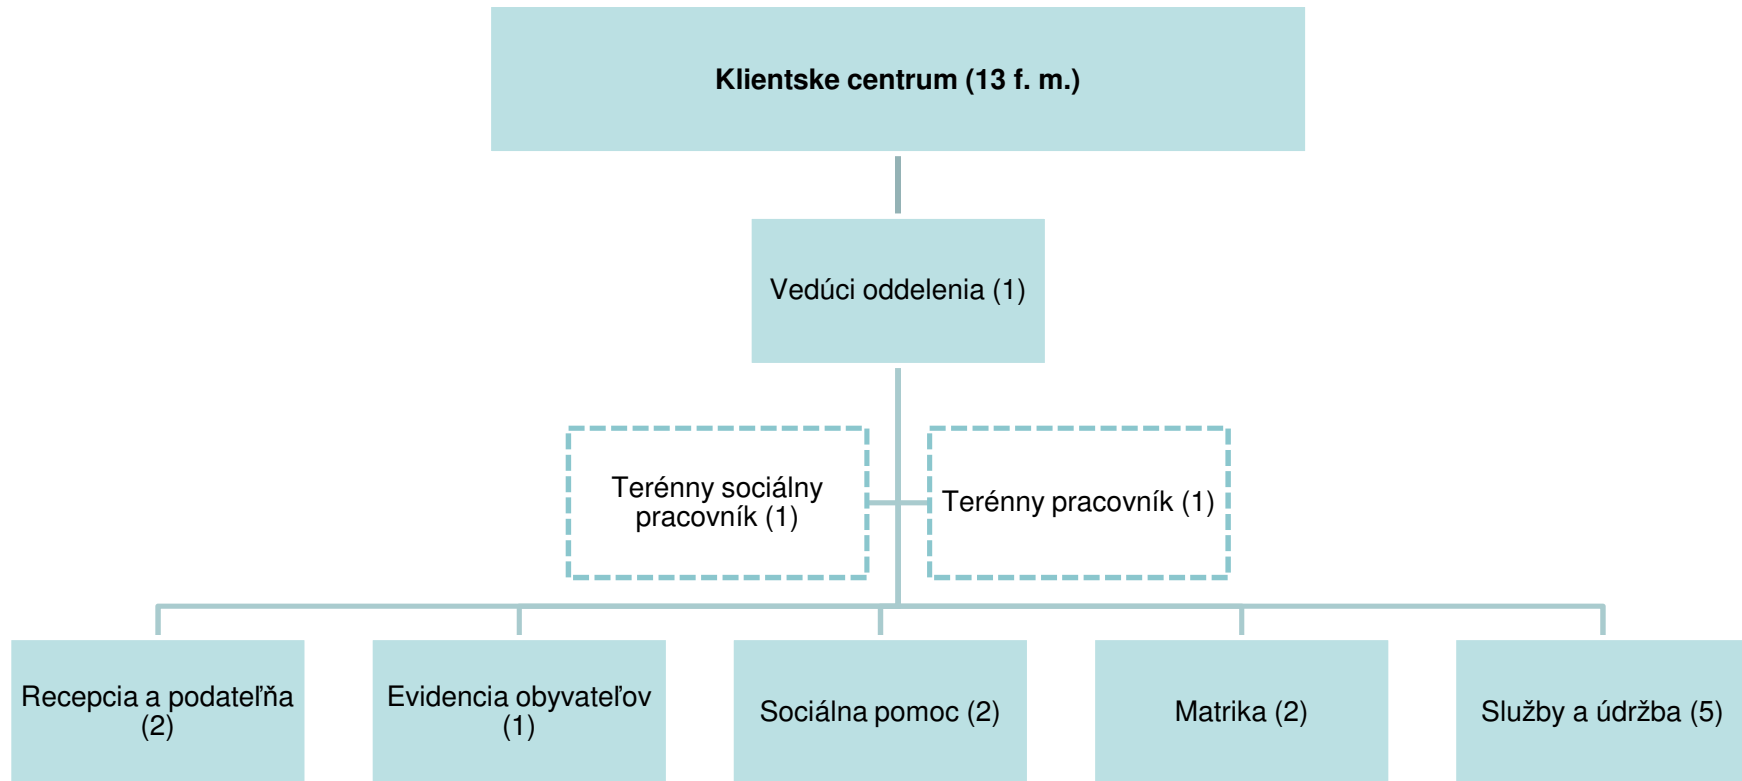 Klientske centrum (13 f. m.)
Vedúci oddelenia (1)
Terénny sociálny
pracovník (1)
Terénny pracovník (1)
Recepcia a podateľňa
(2)
Evidencia obyvateľov
(1)
Sociálna pomoc (2)
Matrika (2)
Služby a údržba (5)